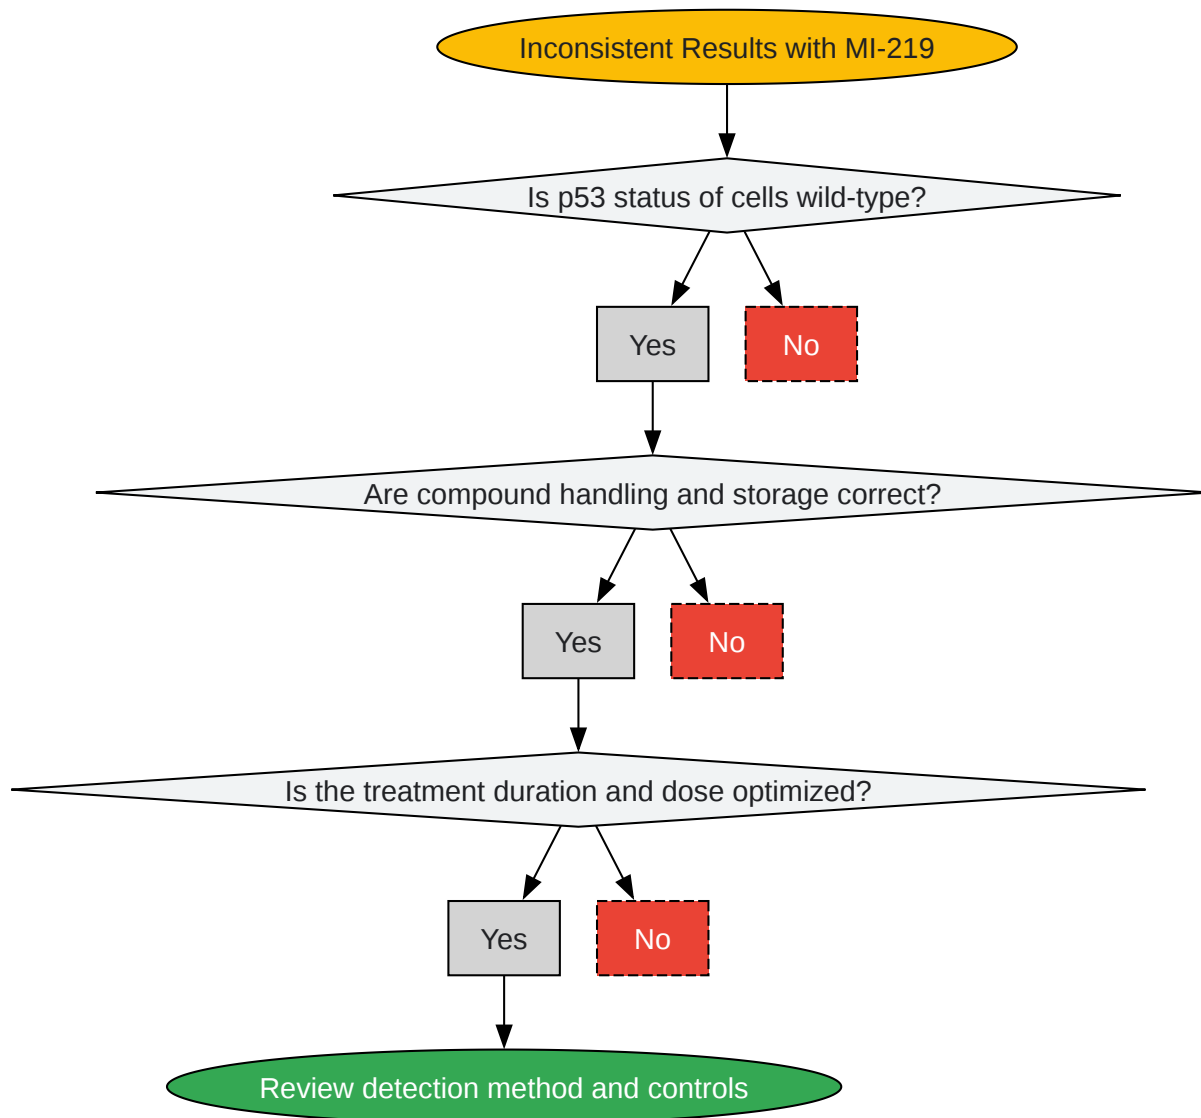 Inconsistent Results with MI-219
Is p53 status of cells wild-type?
Yes
No
Are compound handling and storage correct?
Yes
No
Is the treatment duration and dose optimized?
Yes
No
Review detection method and controls